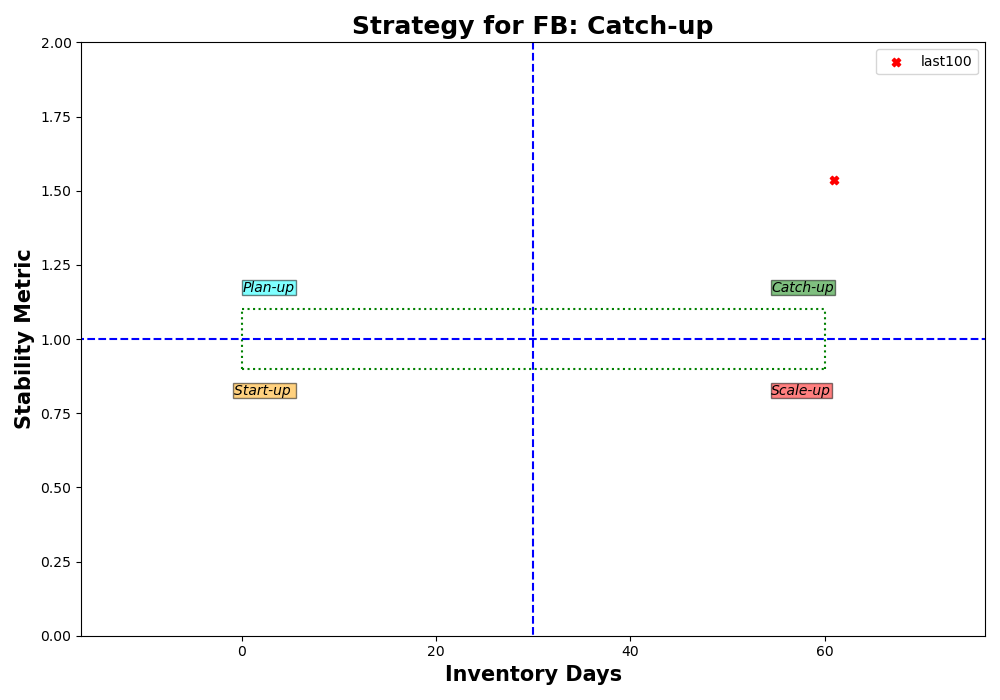 Strategy for FB: Catch-up
last100
Stability Metric
2.00
1.75
1.50
1.25
1.00
0.75
0.50
0.25
0.00
Plan-up
Catch-up
Start-up
Scale-up
0
20
40
60
Inventory Days